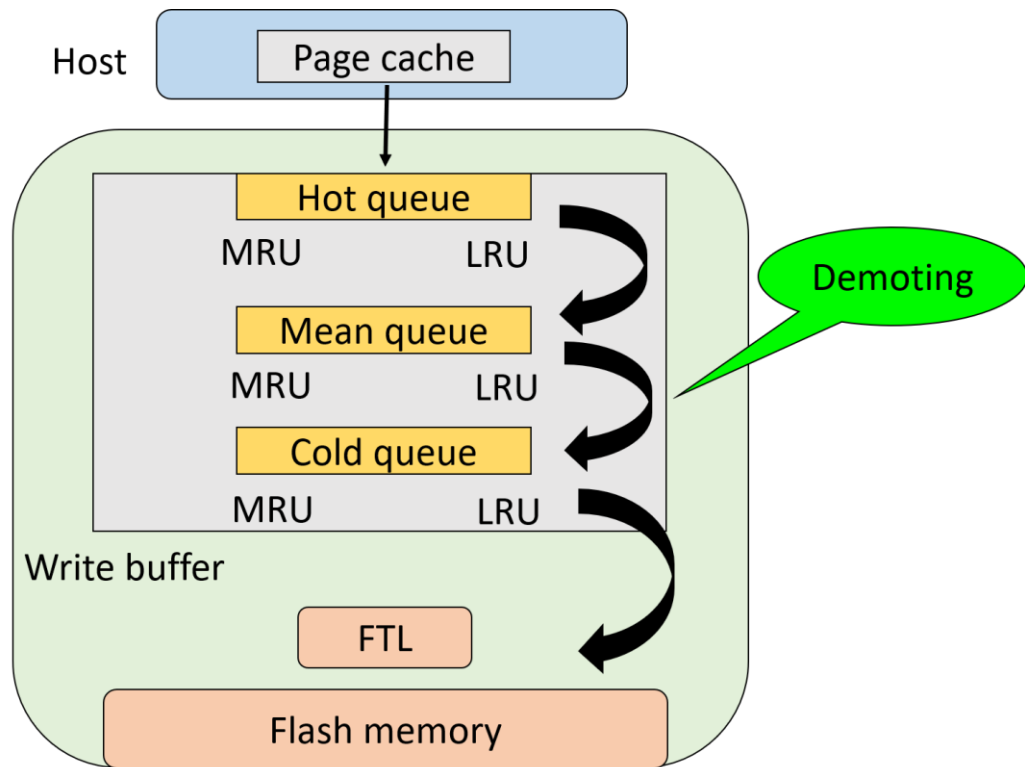 Host
Page cache
Hot queue
MRU LRU
Demoting
Mean queue
MRU LRU
Cold queue
MRU LRU
Write buffer
FTL
Flash memory